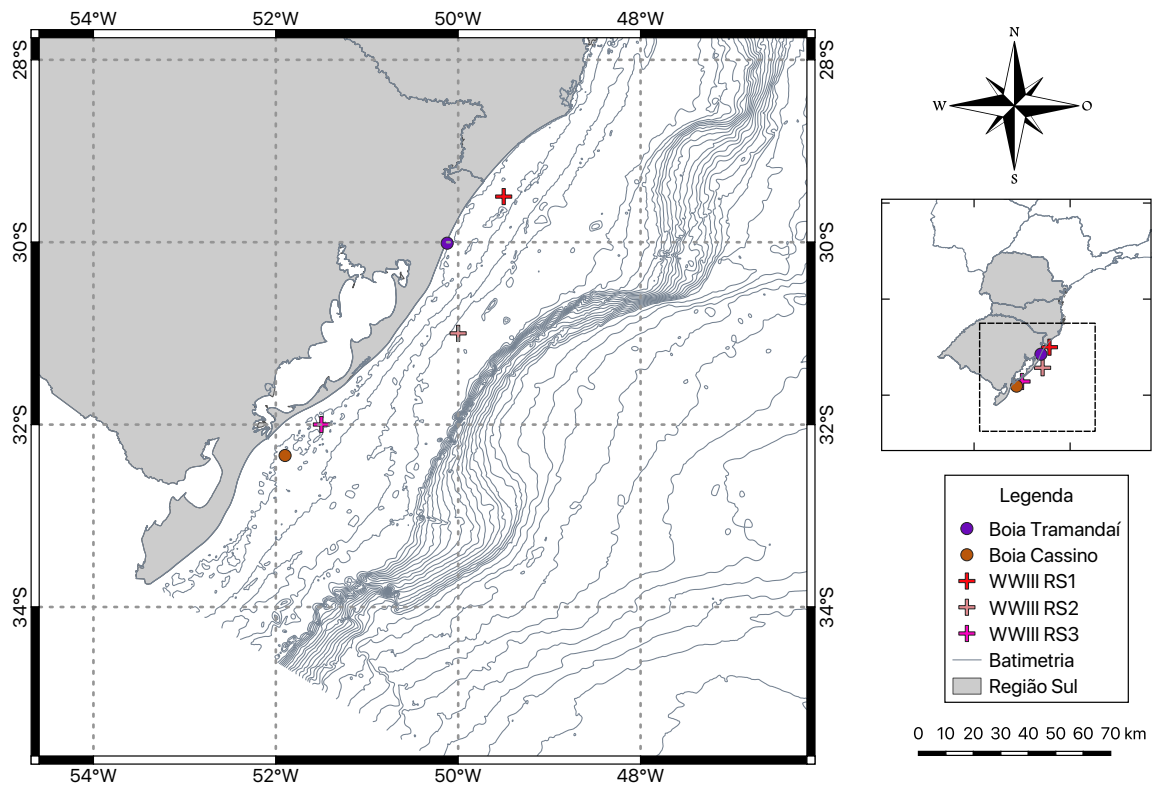 54°W 52°W 50°W 48°W
28°S 28°S
30°S 30°S
32°S 32°S
34°S 34°S
54°W 52°W 50°W 48°W
N
W O
S
Legenda
Boia Tramandaí
Boia Cassino
WWIII RS1
WWIII RS2
WWIII RS3
Batimetria
Região Sul
0 10 20 30 40 50 60 70 km